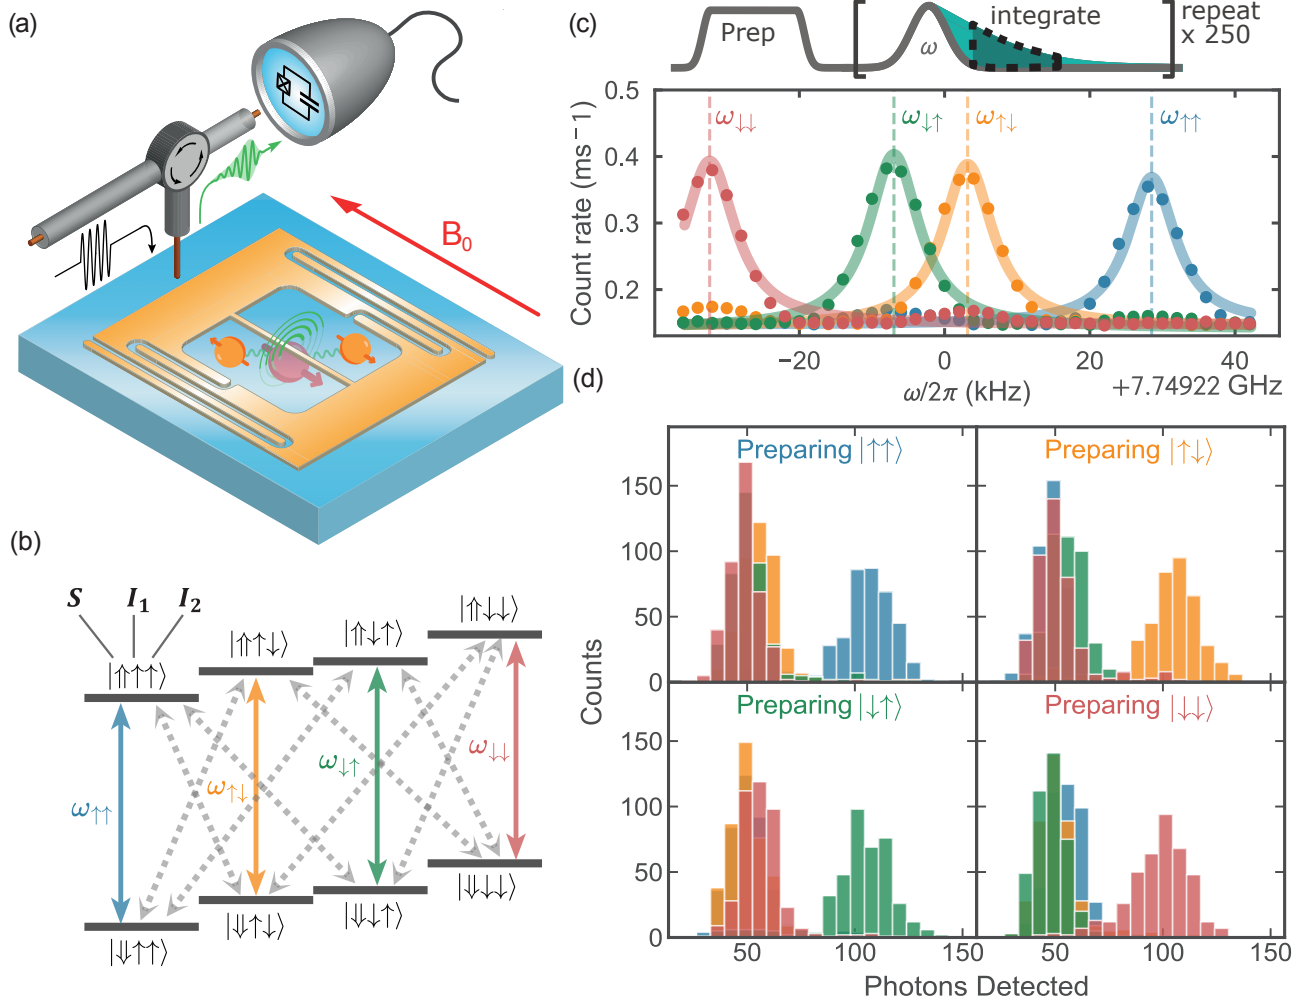 (a)
B₀
(b)
S I₁ I₂
|⇑↑↑⟩
|⇑↑↓⟩
|⇑↓↑⟩
|⇑↓↓⟩
ω↑↑
ω↑↓
ω↓↑
ω↓↓
|⇓↑↑⟩
|⇓↑↓⟩
|⇓↓↑⟩
|⇓↓↓⟩
(c)
Prep
ω
integrate
repeat
x 250
0.5
0.4
0.3
0.2
Count rate (ms⁻¹)
ω↓↓
ω↓↑
ω↑↓
ω↑↑
−20 0 20 40
ω/2π (kHz)
+7.74922 GHz
(d)
Preparing |↑↑⟩
Preparing |↑↓⟩
150
100
50
0
Preparing |↓↑⟩
Preparing |↓↓⟩
150
100
50
0
Counts
50 100 150
50 100 150
Photons Detected